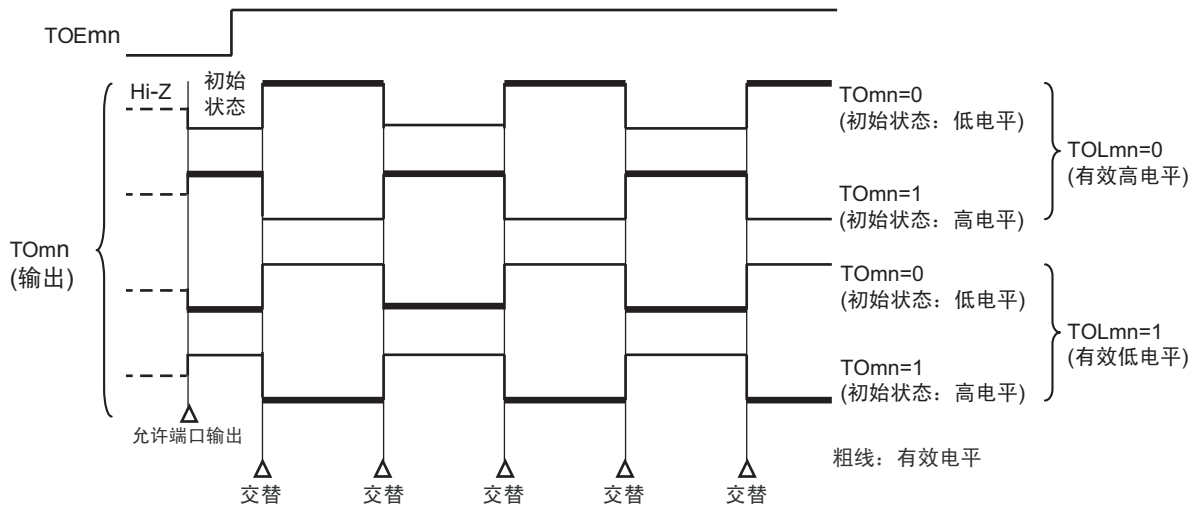 TOEmn
Hi-Z
初始
状态
TOmn
(输出)
TOmn=0
(初始状态：低电平)
TOmn=1
(初始状态：高电平)
TOLmn=0
(有效高电平)
TOmn=0
(初始状态：低电平)
TOmn=1
(初始状态：高电平)
TOLmn=1
(有效低电平)
允许端口输出
粗线：有效电平
交替
交替
交替
交替
交替